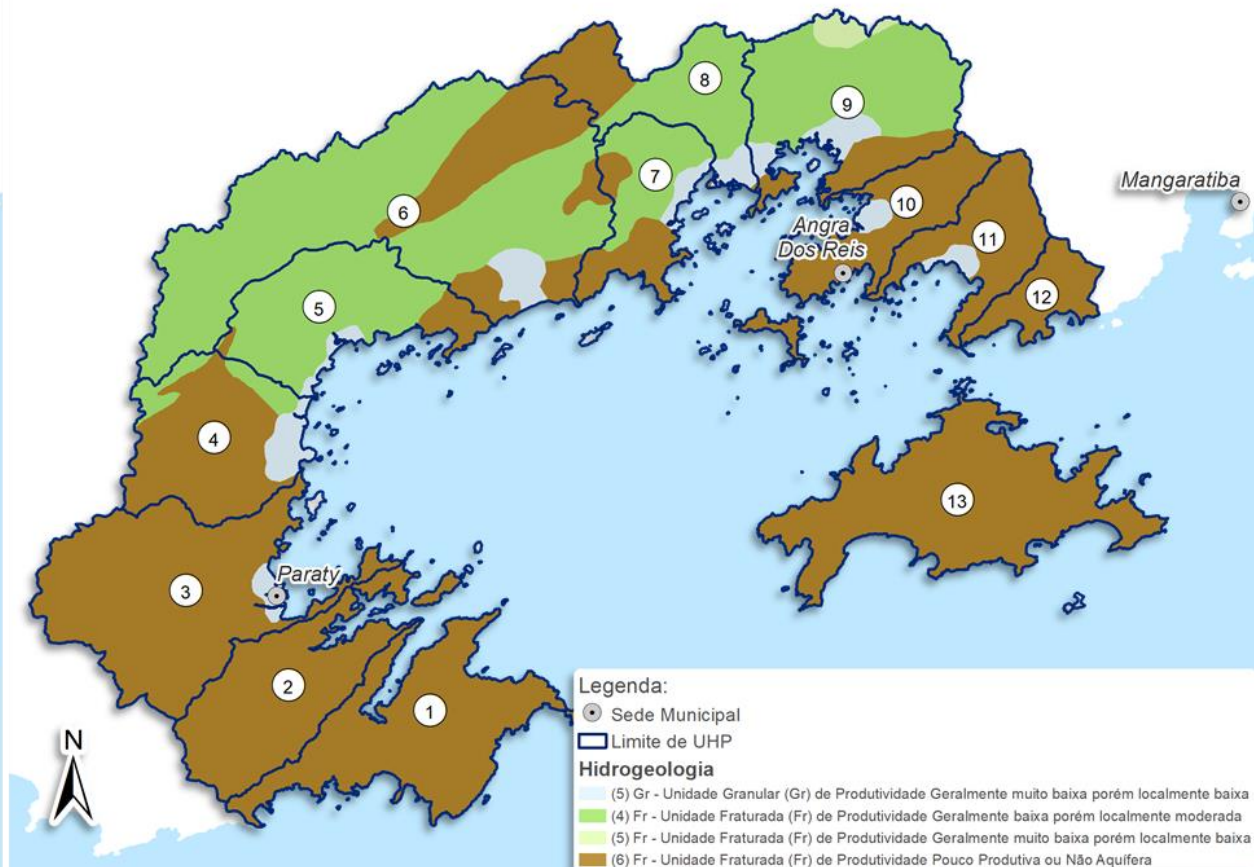 8
9
7
Mangaratiba
6
10
Angra
Dos Reis
11
5
12
4
13
3
Paraty
2
1
N
Legenda:
Sede Municipal
Limite de UHP
Hidrogeologia
(5) Gr - Unidade Granular (Gr) de Produtividade Geralmente muito baixa porém localmente baixa
(4) Fr - Unidade Fraturada (Fr) de Produtividade Geralmente baixa porém localmente moderada
(5) Fr - Unidade Fraturada (Fr) de Produtividade Geralmente muito baixa porém localmente baixa
(6) Fr - Unidade Fraturada (Fr) de Produtividade Pouco Produtiva ou Não Aquífera